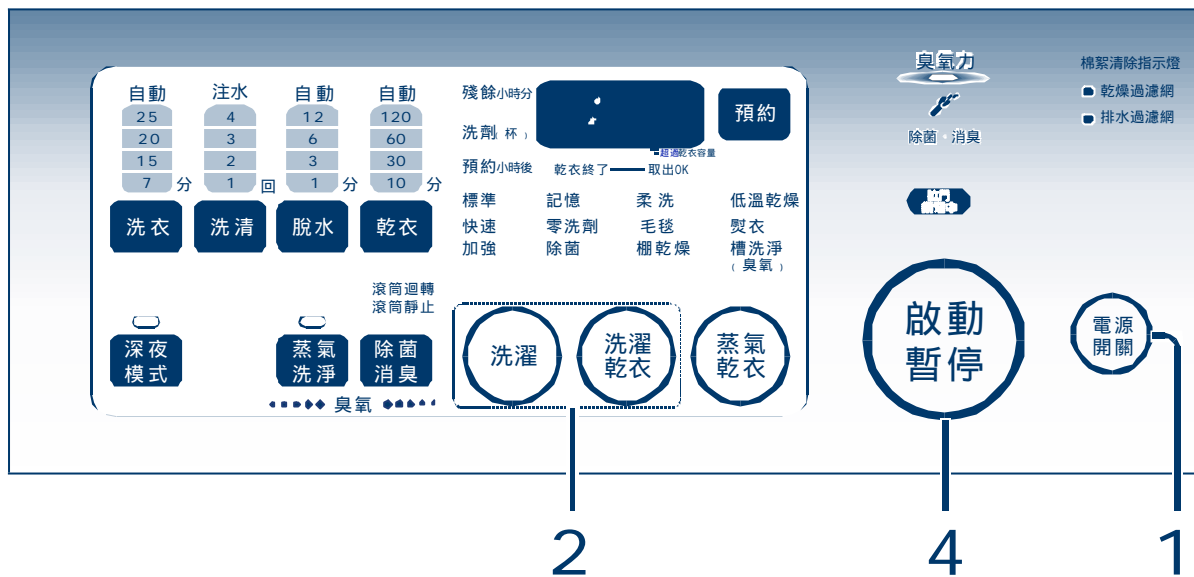 自動 注水 自動 自動
25 4 12 120
20 3 6 60
15 2 3 30
7 分 1 回 1 分 10 分
洗衣 洗清 脫水 乾衣
滾筒迴轉
滾筒靜止
深夜
模式
蒸氣
洗淨
除菌
消臭
臭氧
殘餘小時分
洗劑(杯)
預約小時後
預約
超過乾衣容量
乾衣終了 取出OK
標準 記憶 柔洗 低溫乾燥
快速 零洗劑 毛毯 熨衣
加強 除菌 棚乾燥 槽洗淨
(臭氧)
洗濯
洗濯
乾衣
蒸氣
乾衣
臭氧力
除菌·消臭
啟動
暫停
棉絮清除指示燈
乾燥過濾網
排水過濾網
電源
開關
2 4 1